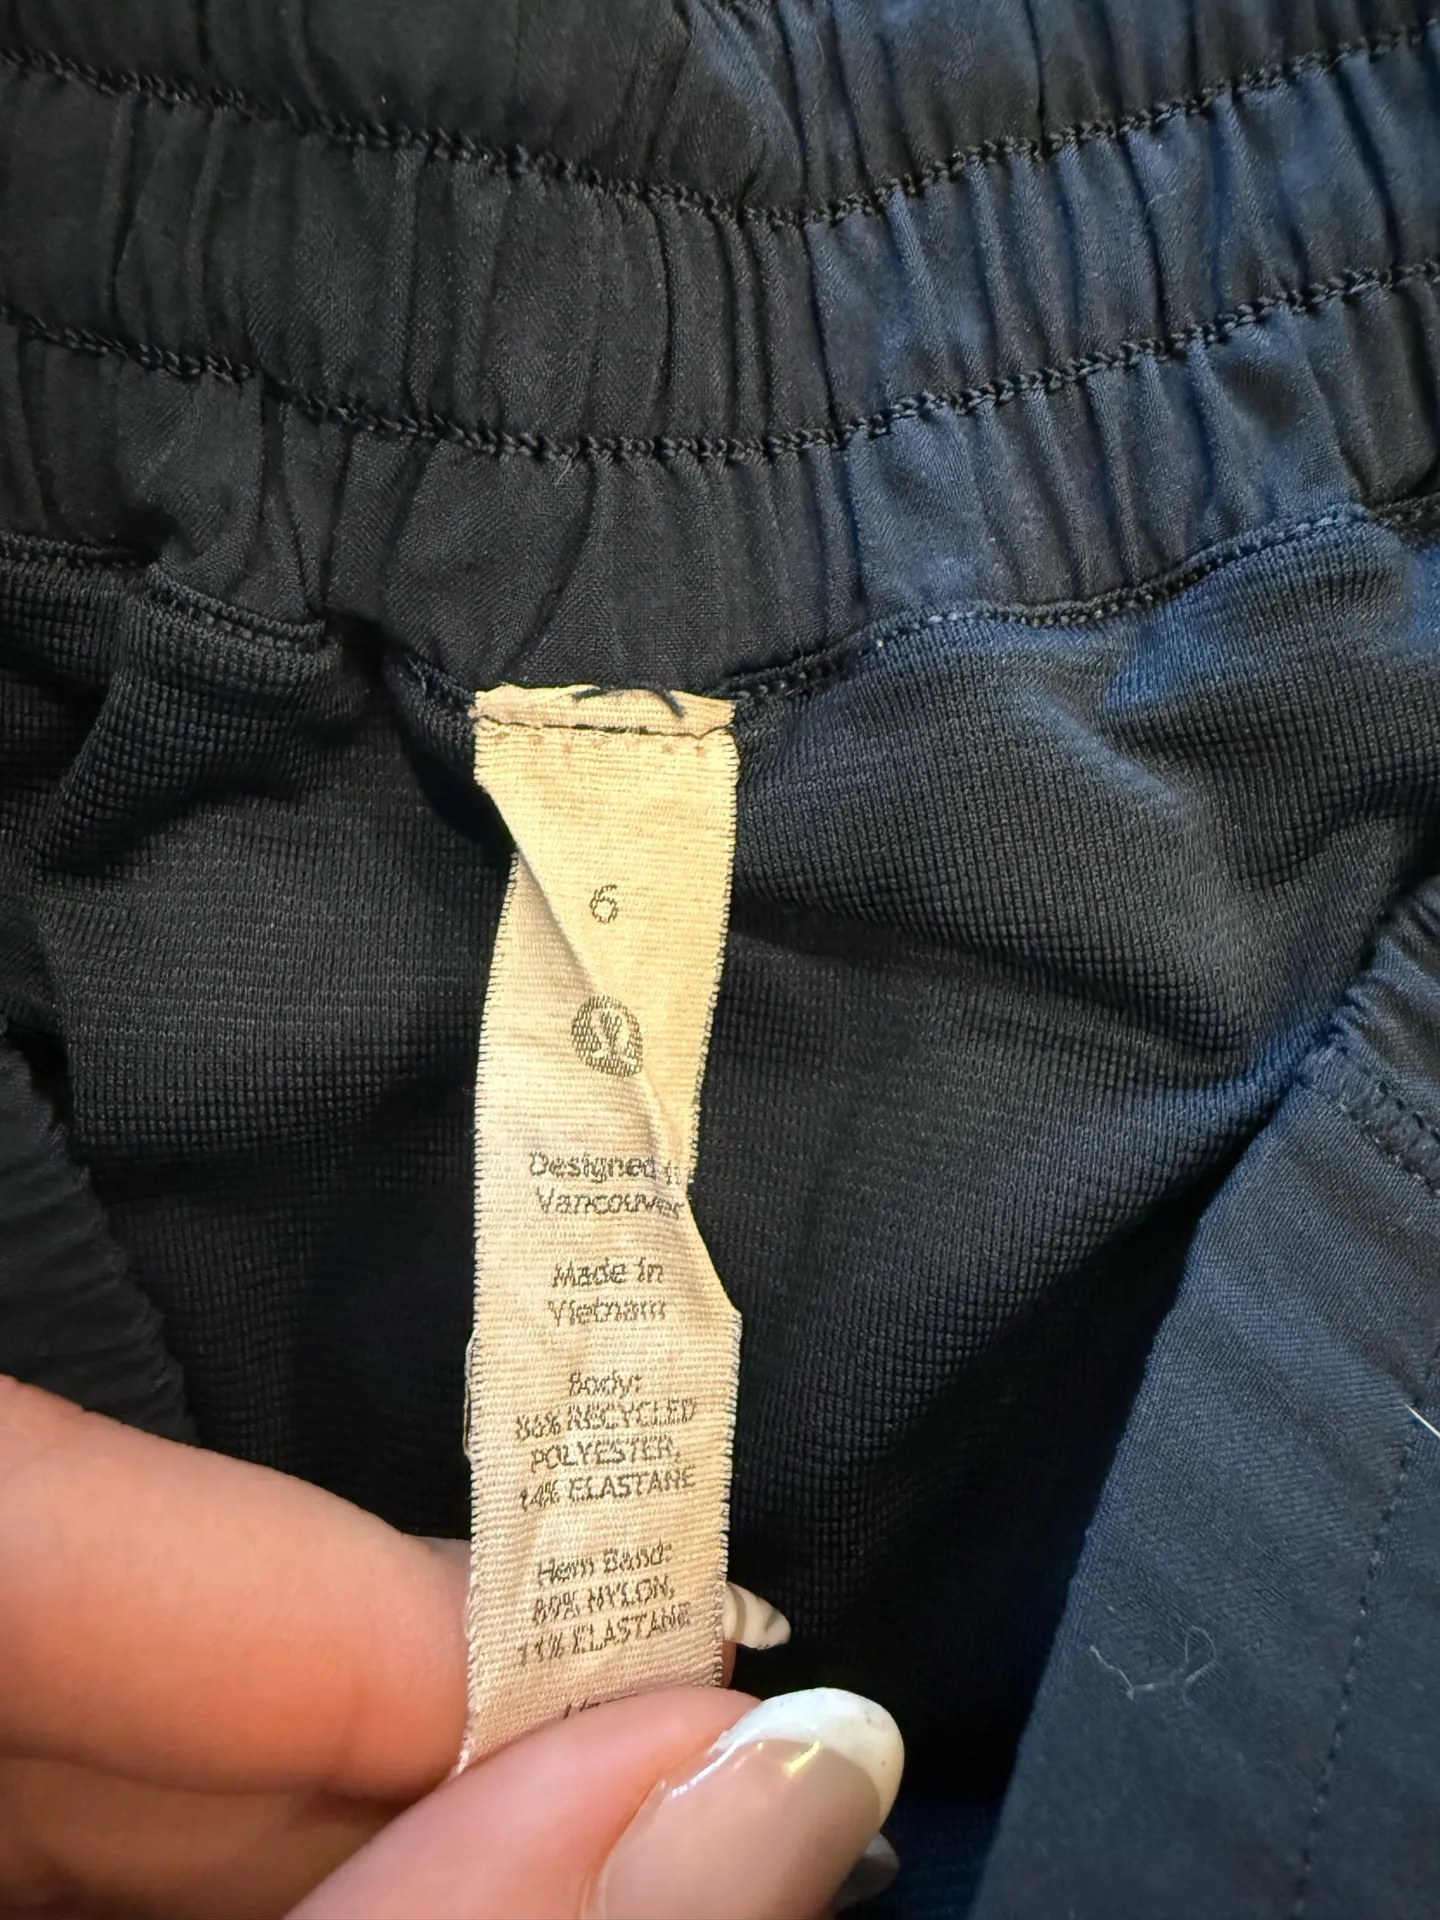 6
Designed in
Vancouver
Made in
Vietnam
Body:
86% RECYCLED
POLYESTER,
14% ELASTANE
Hem Band:
89% NYLON,
11% ELASTANE